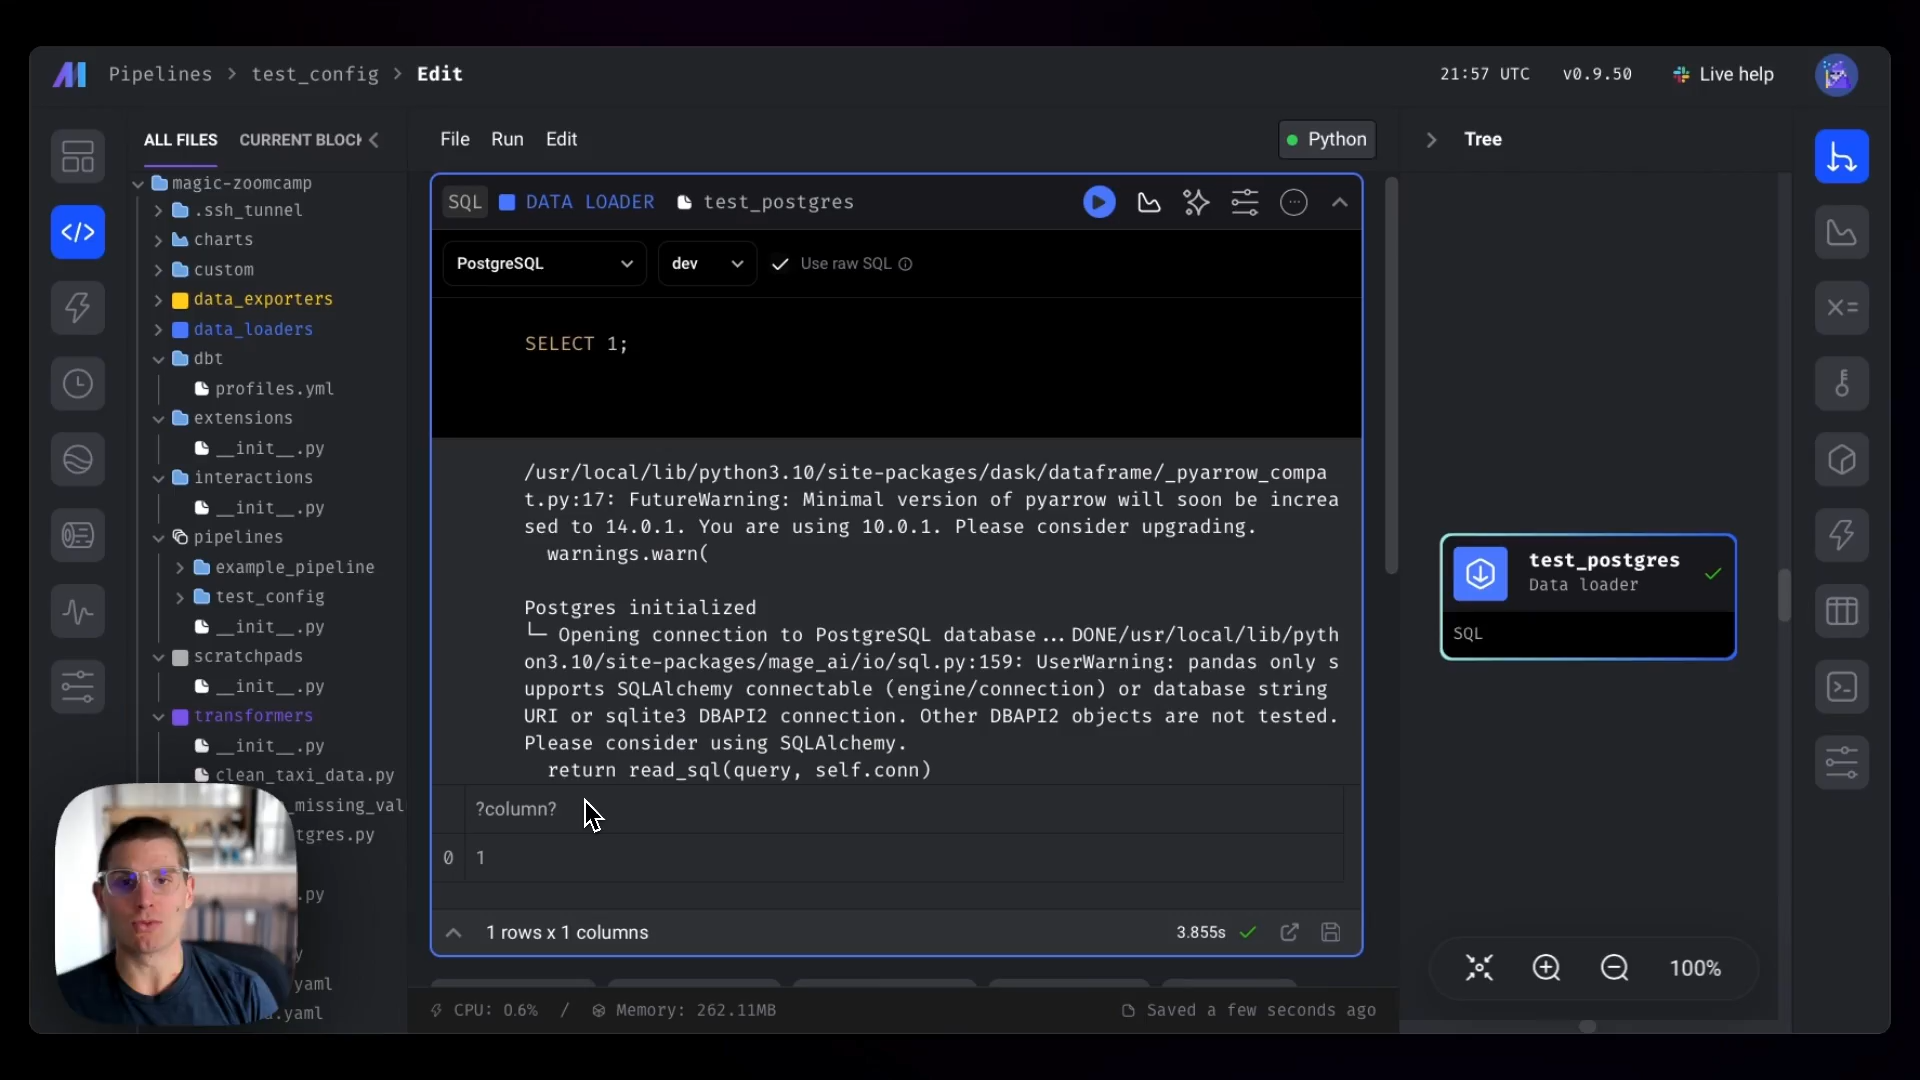 Pipelines > test_config > Edit
21:57 UTC
v0.9.50
Live help
ALL FILES
CURRENT BLOCK
File
Run
Edit
Python
Tree
magic-zoomcamp
.ssh_tunnel
charts
custom
data_exporters
data_loaders
dbt
profiles.yml
extensions
__init__.py
interactions
__init__.py
pipelines
example_pipeline
test_config
__init__.py
scratchpads
__init__.py
transformers
__init__.py
clean_taxi_data.py
_missing_val
tgres.py
.py
yaml
.yaml
SQL DATA LOADER test_postgres
PostgreSQL
dev
Use raw SQL
SELECT 1;
/usr/local/lib/python3.10/site-packages/dask/dataframe/_pyarrow_compa
t.py:17: FutureWarning: Minimal version of pyarrow will soon be increa
sed to 14.0.1. You are using 10.0.1. Please consider upgrading.
warnings.warn(
Postgres initialized
└─ Opening connection to PostgreSQL database...DONE/usr/local/lib/pyth
on3.10/site-packages/mage_ai/io/sql.py:159: UserWarning: pandas only s
upports SQLAlchemy connectable (engine/connection) or database string
URI or sqlite3 DBAPI2 connection. Other DBAPI2 objects are not tested.
Please consider using SQLAlchemy.
return read_sql(query, self.conn)
?column?
0 1
1 rows x 1 columns
3.855s
CPU: 0.6% / Memory: 262.11MB
Saved a few seconds ago
test_postgres
Data loader
SQL
100%